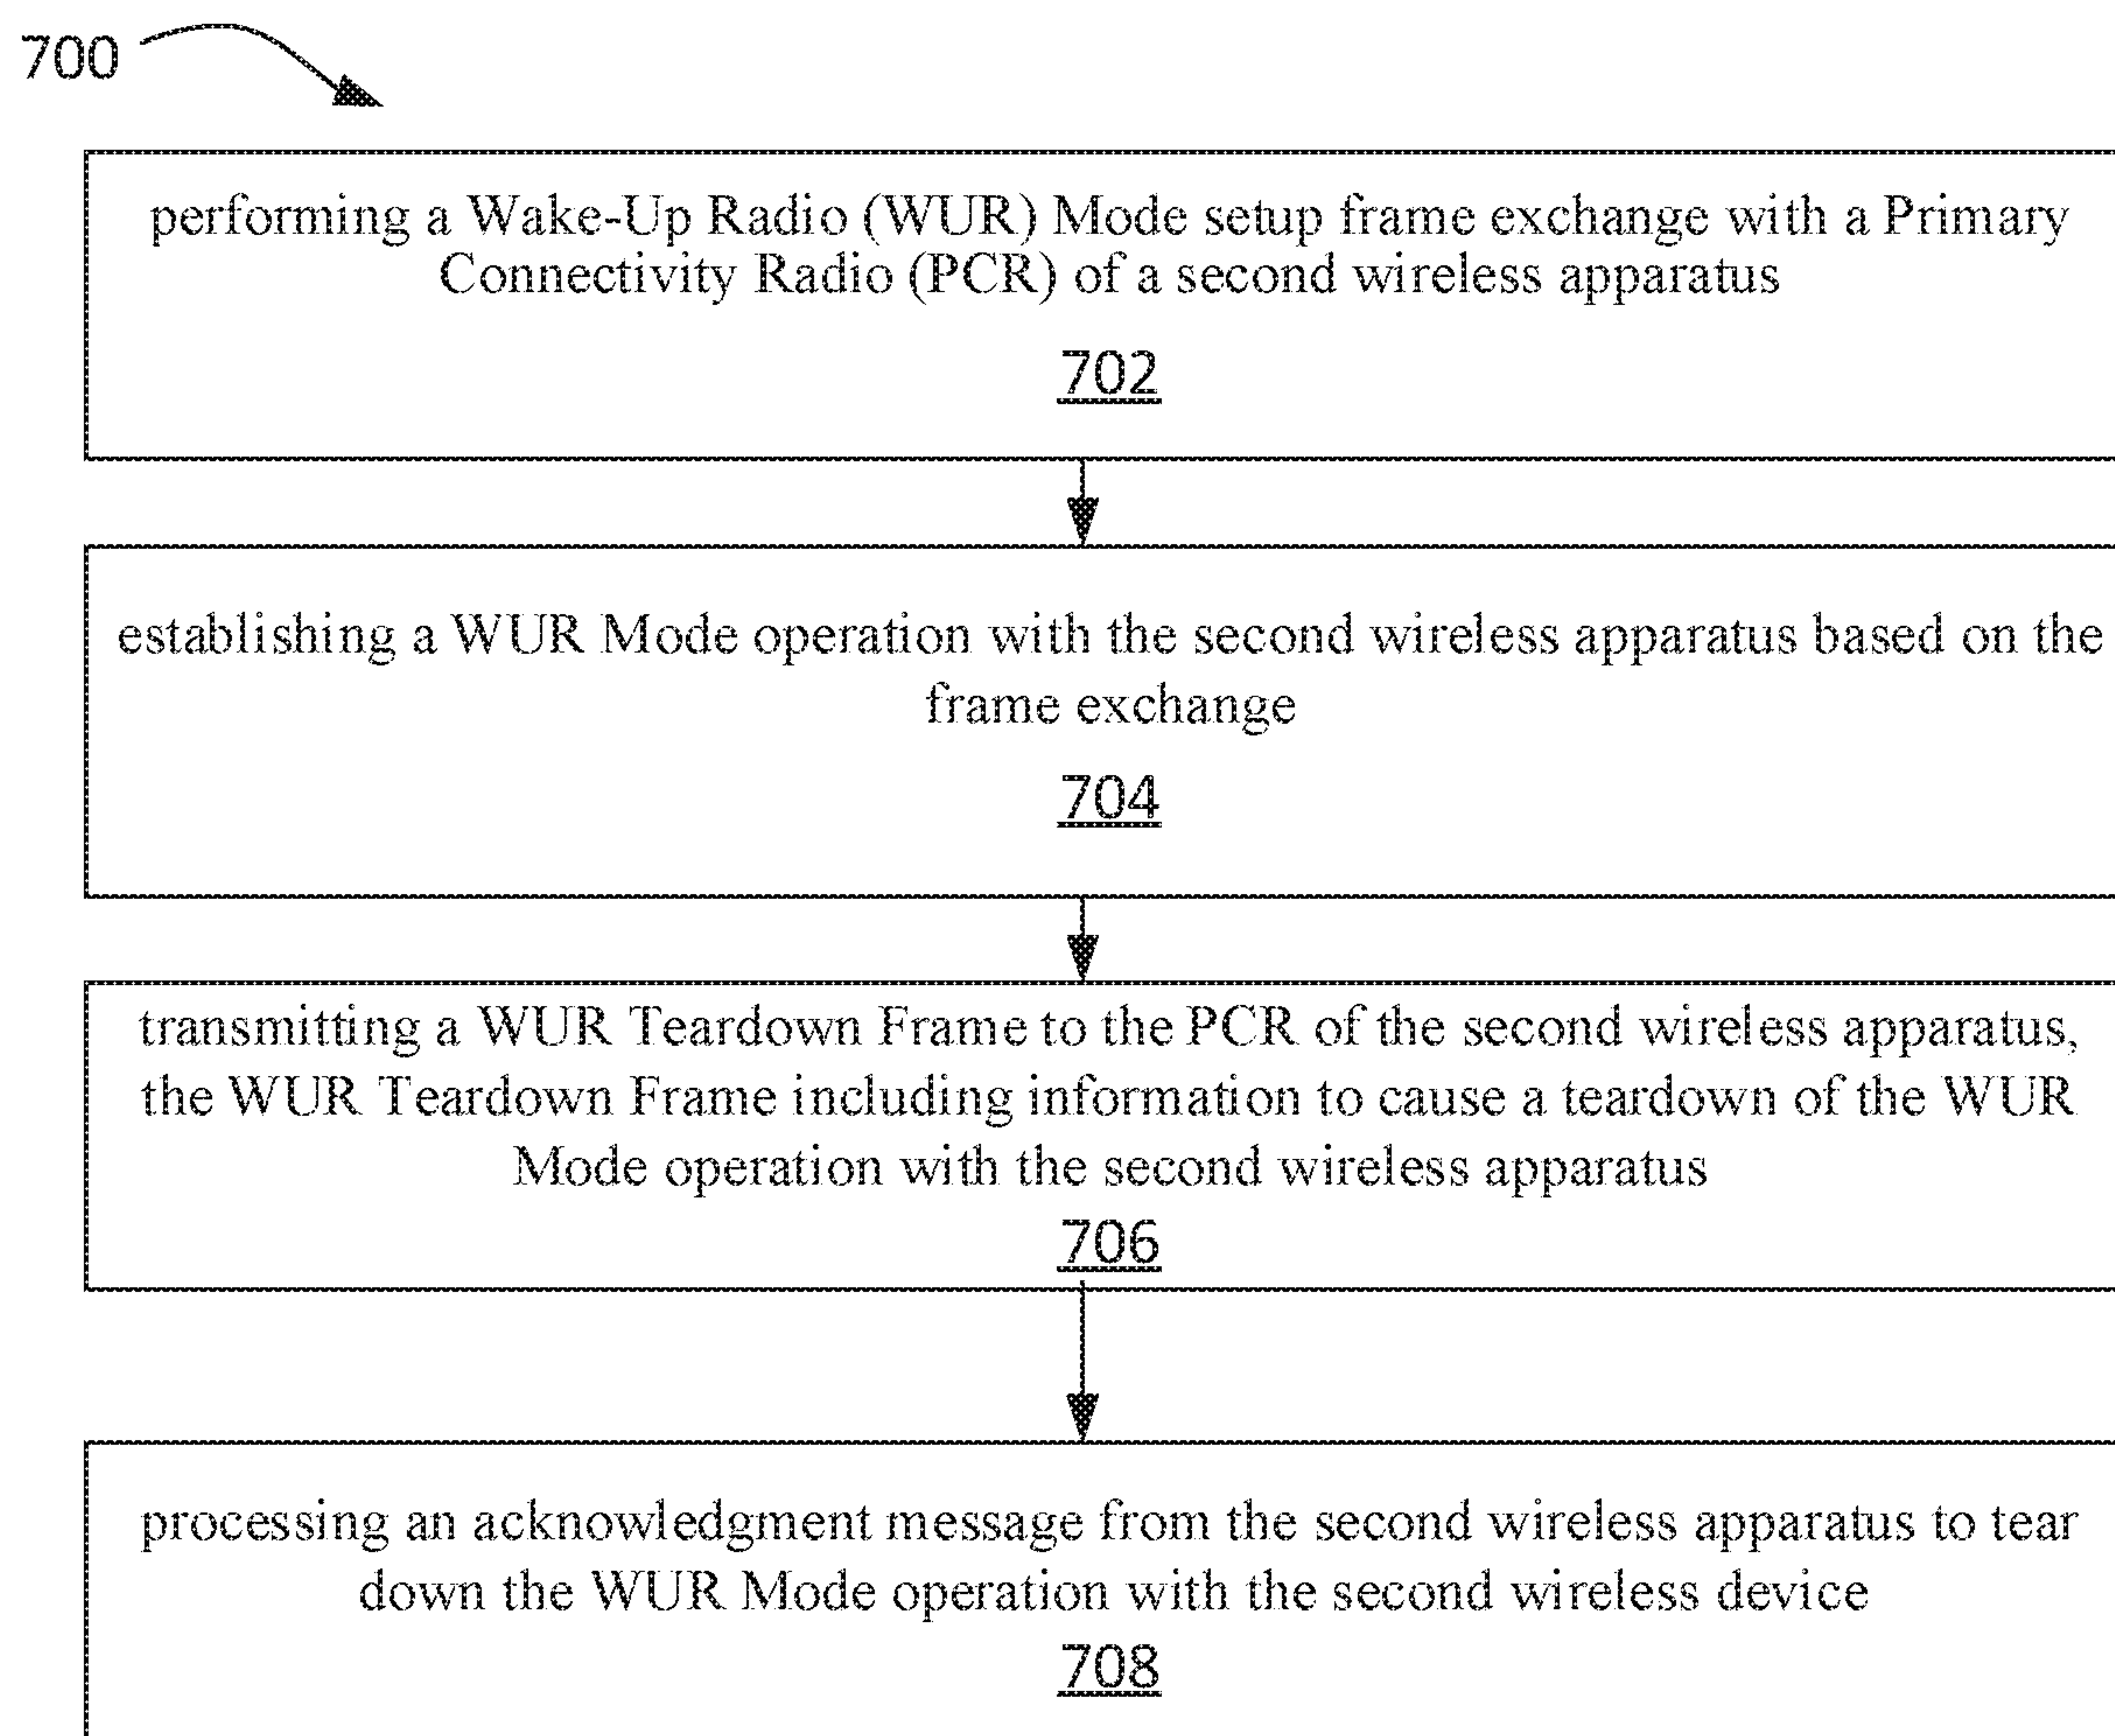 700
performing a Wake-Up Radio (WUR) Mode setup frame exchange with a Primary
Connectivity Radio (PCR) of a second wireless apparatus
702
establishing a WUR Mode operation with the second wireless apparatus based on the
frame exchange
704
transmitting a WUR Teardown Frame to the PCR of the second wireless apparatus,
the WUR Teardown Frame including information to cause a teardown of the WUR
Mode operation with the second wireless apparatus
706
processing an acknowledgment message from the second wireless apparatus to tear
down the WUR Mode operation with the second wireless device
708